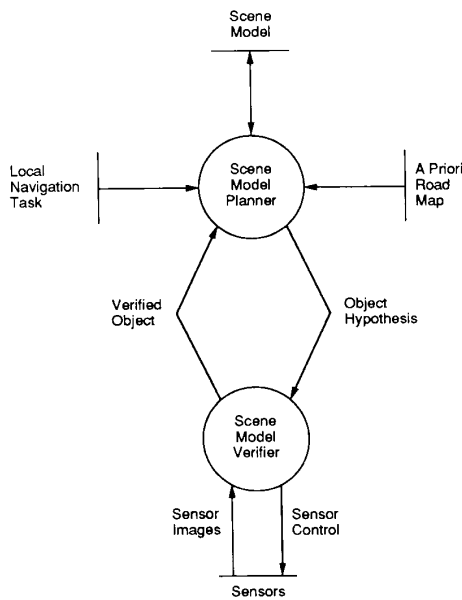 Scene
Model
Local
Navigation
Task
Scene
Model
Planner
A Priori
Road
Map
Verified
Object
Object
Hypothesis
Scene
Model
Verifier
Sensor
Images
Sensor
Control
Sensors